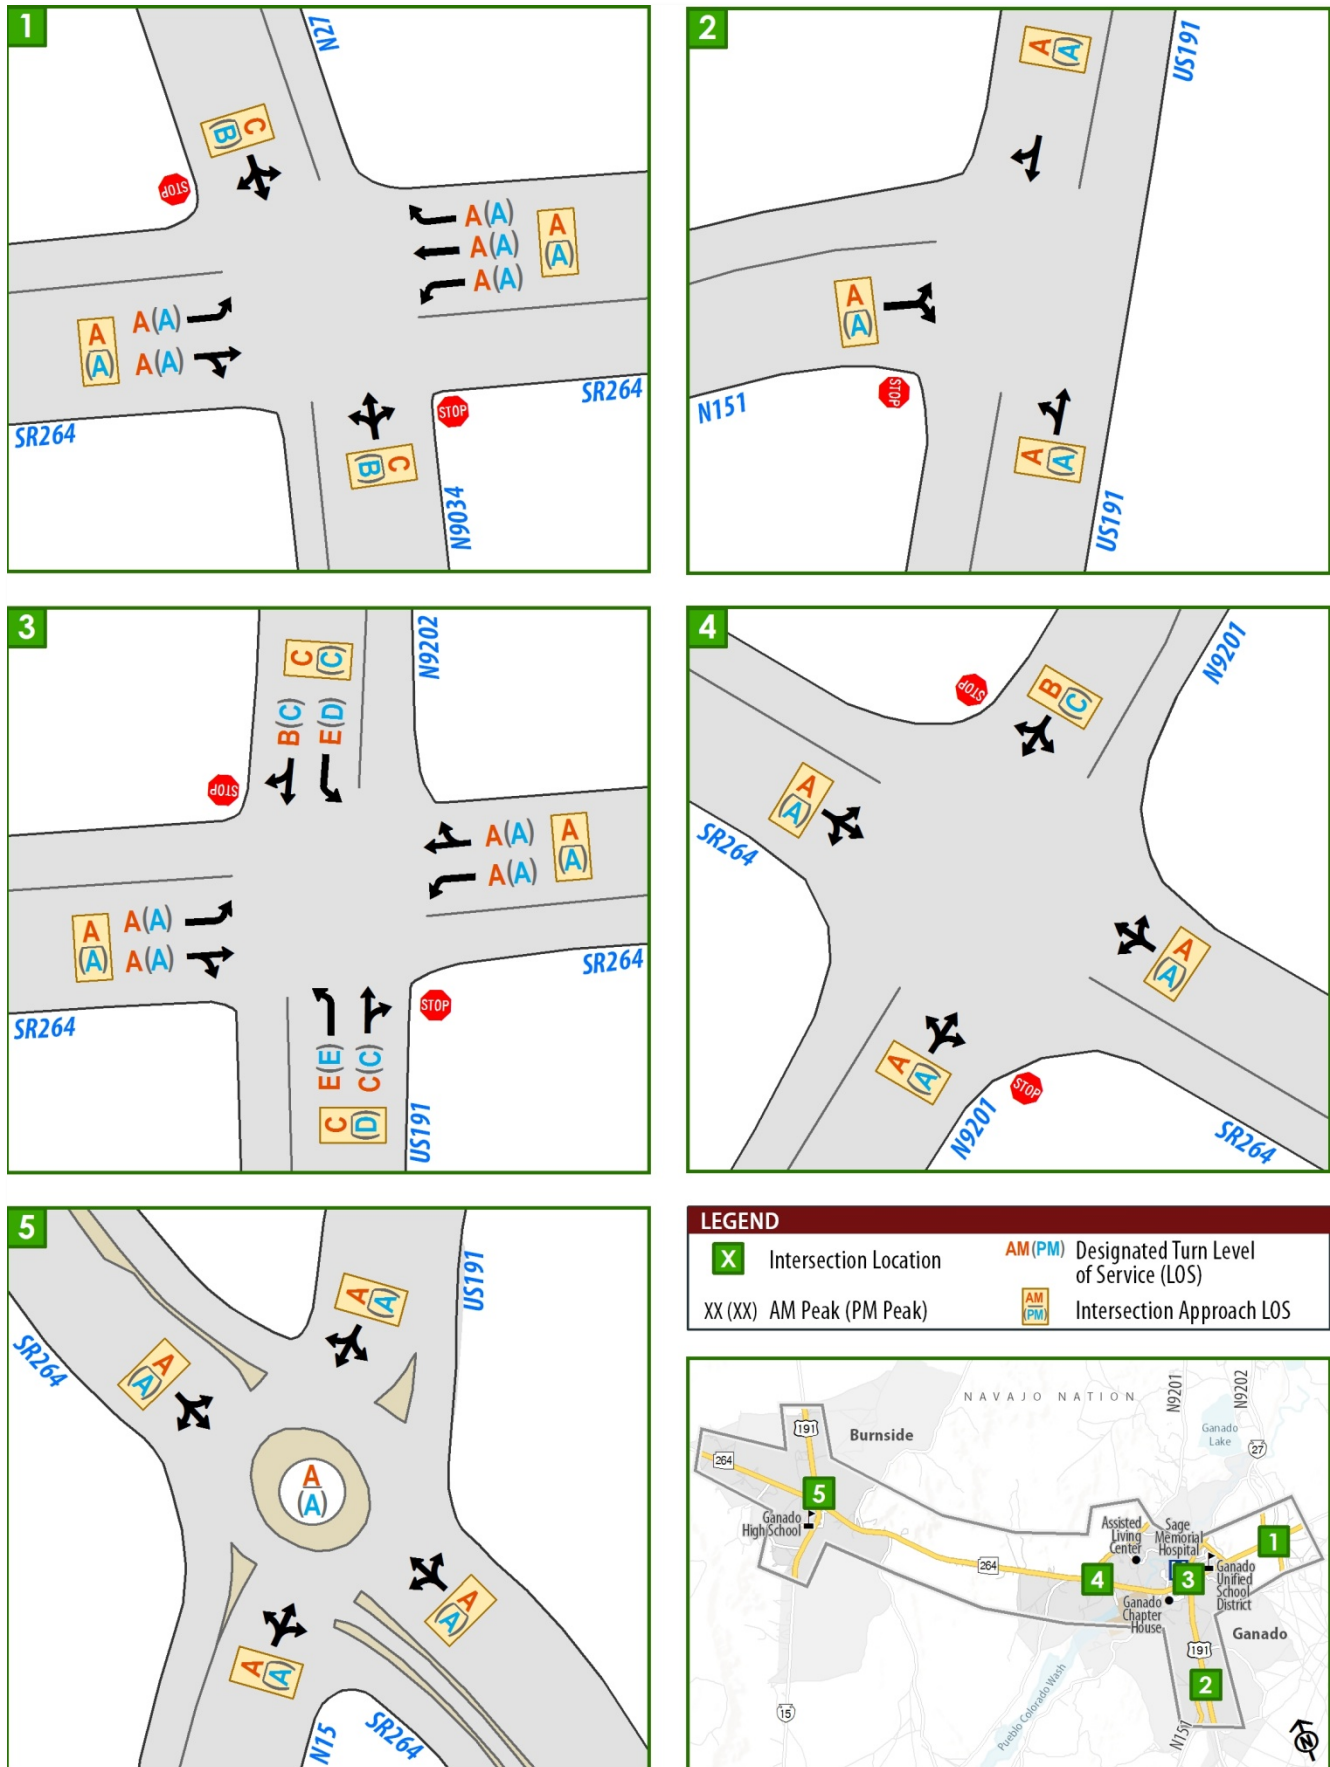 1
N27
C
(B)
STOP
A(A)
A(A)
A(A)
A
(A)
A
(A)
A(A)
A(A)
SR264
SR264
C
(B)
STOP
N9034
2
A
(A)
US191
A
(A)
N151
STOP
A
(A)
US191
3
C
(C)
N9202
B(C)
E(D)
STOP
A(A)
A(A)
A
(A)
A
(A)
A(A)
A(A)
SR264
SR264
STOP
E(E)
C(C)
C
(D)
US191
4
N9201
STOP
B
(C)
A
(A)
SR264
A
(A)
A
(A)
STOP
N9201
SR264
5
US191
A
(A)
A
(A)
SR264
A
(A)
A
(A)
A
(A)
N15
SR264
LEGEND
X
Intersection Location
AM(PM)
Designated Turn Level
of Service (LOS)
XX (XX)
AM Peak (PM Peak)
AM
(PM)
Intersection Approach LOS
NAVAJO NATION
N9201
N9202
191
Burnside
Ganado
Lake
27
264
5
Ganado
High School
Assisted
Living
Center
Sage
Memorial
Hospital
1
264
4
3
Ganado
Unified
School
District
Ganado
Chapter
House
Ganado
191
2
15
Pueblo Colorado Wash
N151
N